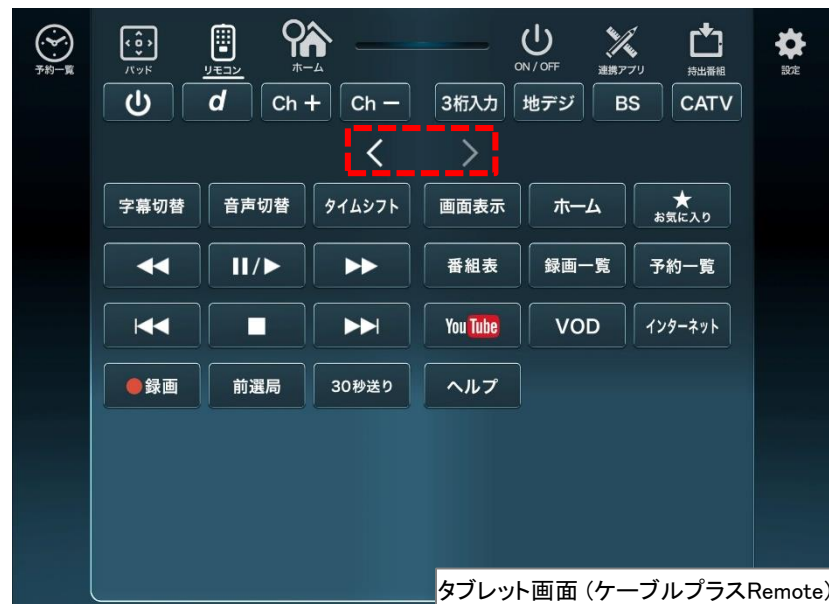 予約一覧
パッド
リモコン
ホーム
ON / OFF
連携アプリ
持出番組
設定
d Ch + Ch － 3桁入力 地デジ BS CATV
< >
字幕切替 音声切替 タイムシフト 画面表示 ホーム お気に入り
番組表 録画一覧 予約一覧
YouTube VOD インターネット
録画 前選局 30秒送り ヘルプ
タブレット画面 (ケーブルプラスRemote)